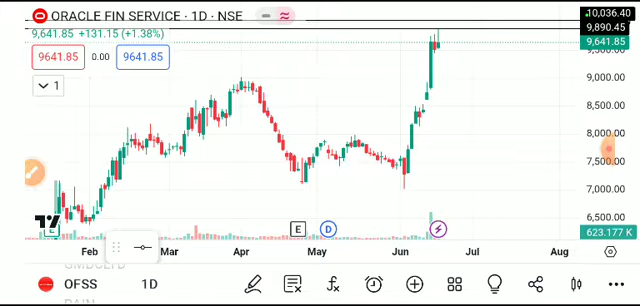 ORACLE FIN SERVICE · 1D · NSE
10,036.40
9,890.45
9,641.85 +131.15 (+1.38%)
9,641.85
9641.85 0.00 9641.85
9,000.00
1
8,500.00
8,000.00
7,500.00
7,000.00
6,500.00
E E D
623.177 K
Feb Mar Apr May Jun Jul Aug
OFSS 1D